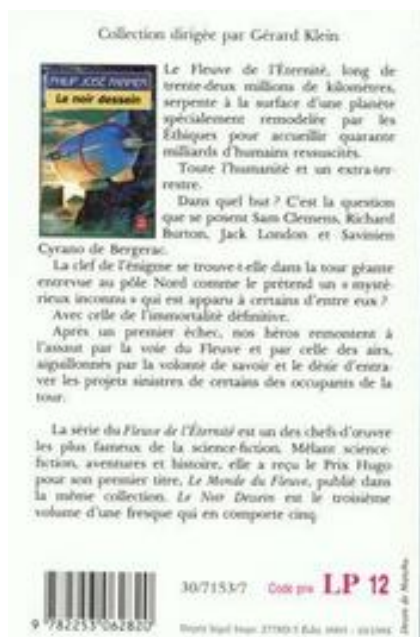 Collection dirigée par Gérard Klein
PHILIP JOSÉ FARMER
Le noir dessein
Le Fleuve de l'Éternité, long de
trente-deux millions de kilomètres,
serpente à la surface d'une planète
spécialement remodelée par les
Éthiques pour accueillir quarante
milliards d'humains ressuscités.
Toute l'humanité et un extra-ter-
restre.
Dans quel but ? C'est la question
que se posent Sam Clemens, Richard
Burton, Jack London et Savinien
Cyrano de Bergerac.
La clef de l'énigme se trouve-t-elle dans la tour géante
entrevue au pôle Nord comme le prétend un « mysté-
rieux inconnu » qui est apparu à certains d'entre eux ?
Avec celle de l'immortalité définitive.
Après un premier échec, nos héros remontent à
l'assaut par la voie du Fleuve et par celle des airs,
aiguillonnés par la volonté de savoir et le désir d'entra-
ver les projets sinistres de certains des occupants de la
tour.
La série du Fleuve de l'Éternité est un des chefs-d'œuvre
les plus fameux de la science-fiction. Mêlant science-
fiction, aventures et histoire, elle a reçu le Prix Hugo
pour son premier titre, Le Monde du Fleuve, publié dans
la même collection. Le Noir Dessein est le troisième
volume d'une fresque qui en comporte cinq.
30/7153/7 Code prix LP 12
9 782253 062820